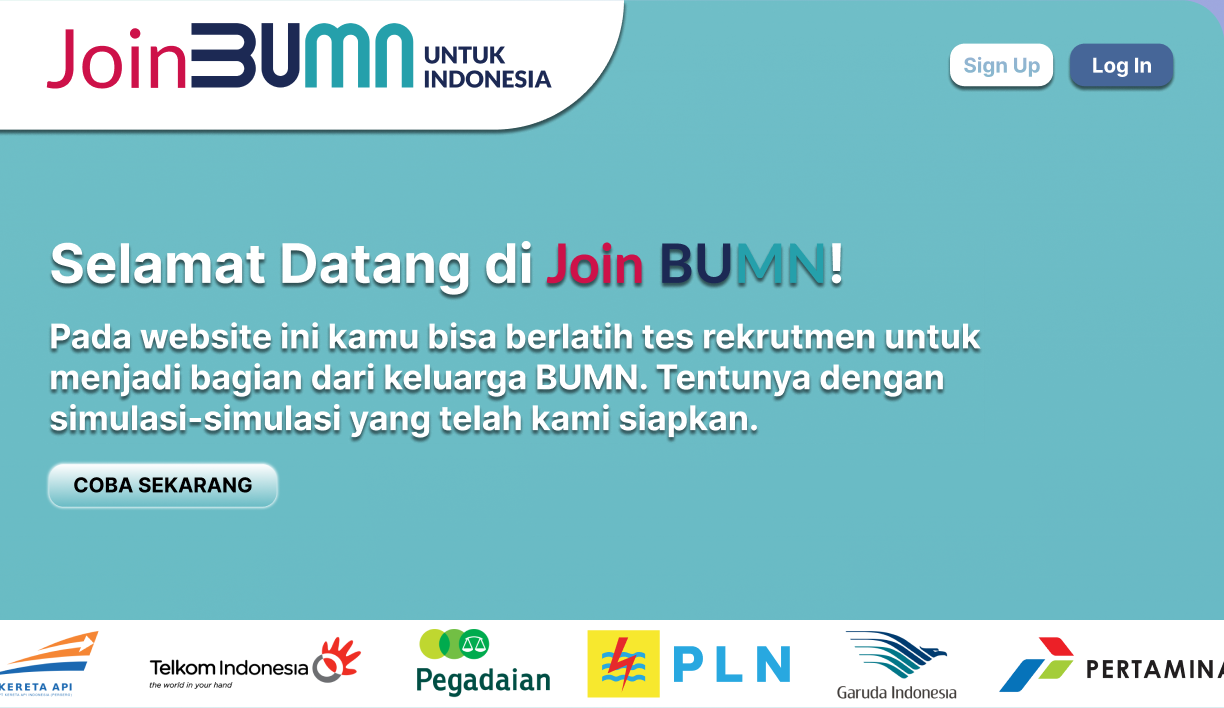 JoinBUMN UNTUK INDONESIA
Sign Up
Log In
Selamat Datang di Join BUMN!
Pada website ini kamu bisa berlatih tes rekrutmen untuk
menjadi bagian dari keluarga BUMN. Tentunya dengan
simulasi-simulasi yang telah kami siapkan.
COBA SEKARANG
KERETA API
Telkom Indonesia
the world in your hand
Pegadaian
PLN
Garuda Indonesia
PERTAMINA